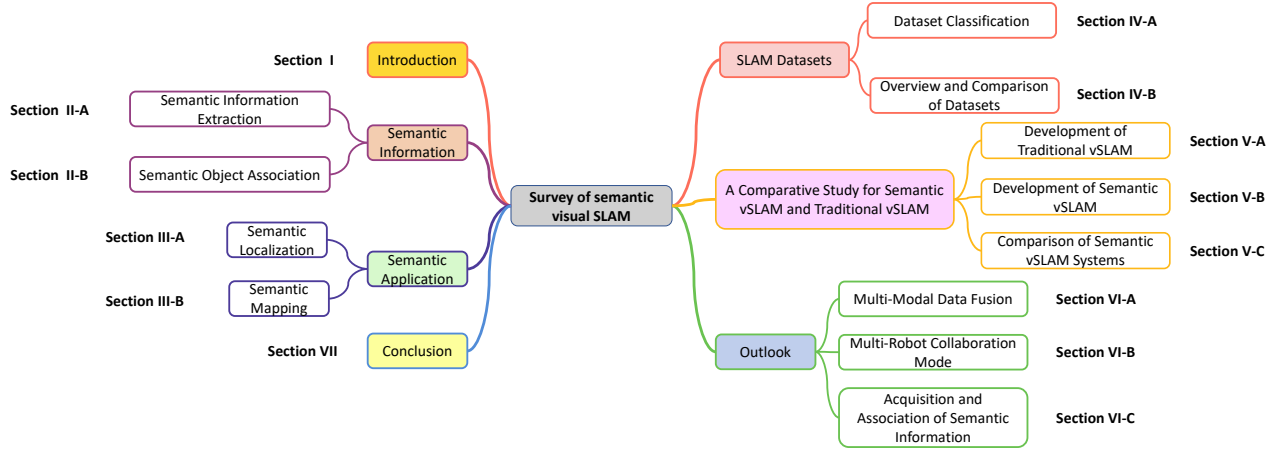 Section I
Introduction
Section II-A
Semantic Information
Extraction
Semantic
Information
Section II-B
Semantic Object Association
Survey of semantic
visual SLAM
Section III-A
Semantic
Localization
Semantic
Application
Section III-B
Semantic
Mapping
Section VII
Conclusion
SLAM Datasets
Dataset Classification
Section IV-A
Overview and Comparison
of Datasets
Section IV-B
A Comparative Study for Semantic
vSLAM and Traditional vSLAM
Development of
Traditional vSLAM
Section V-A
Development of Semantic
vSLAM
Section V-B
Comparison of Semantic
vSLAM Systems
Section V-C
Outlook
Multi-Modal Data Fusion
Section VI-A
Multi-Robot Collaboration
Mode
Section VI-B
Acquisition and
Association of Semantic
Information
Section VI-C